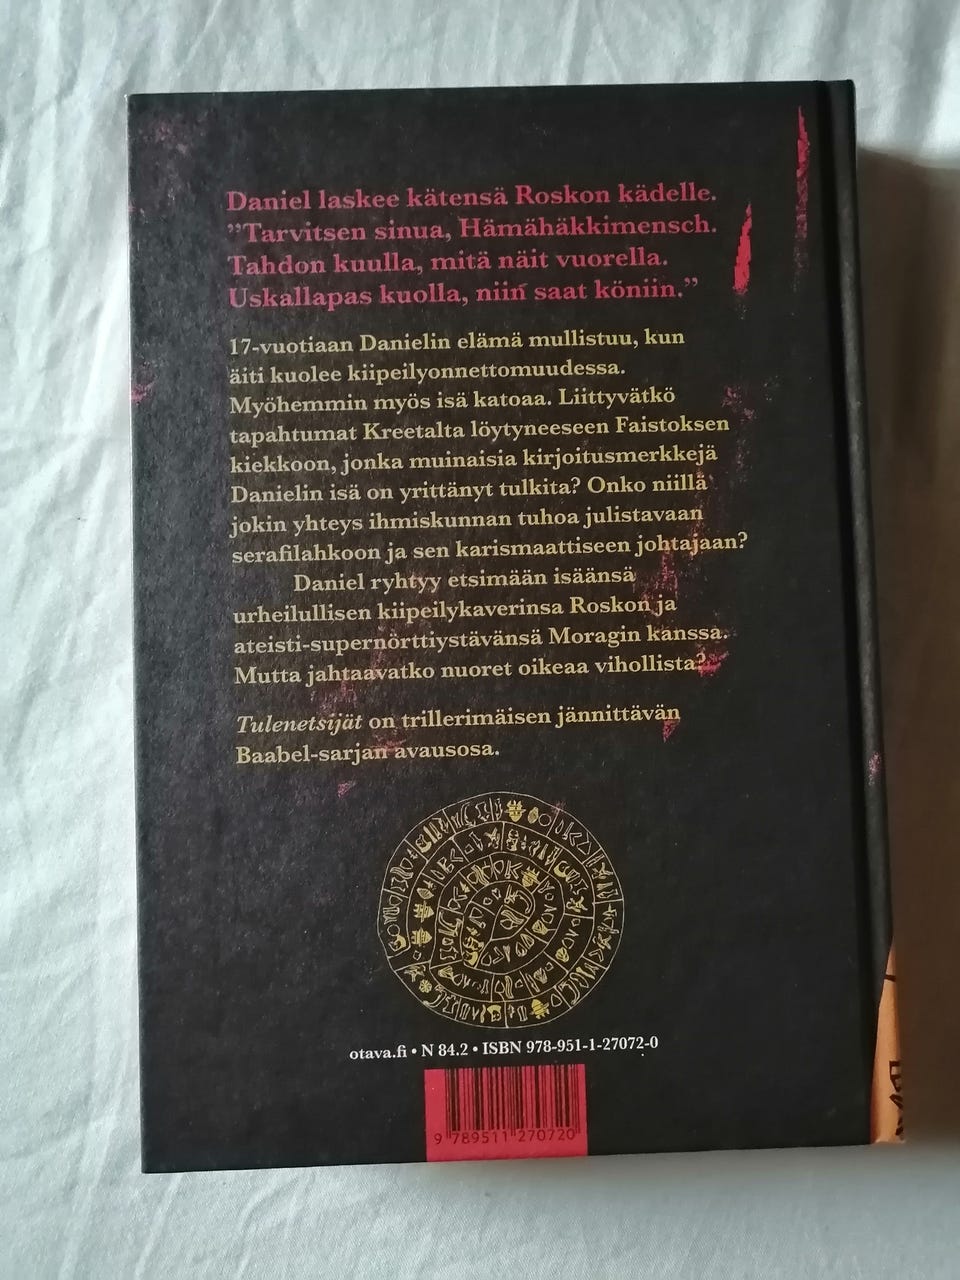 Daniel laskee kätensä Roskon kädelle.
”Tarvitsen sinua, Hämähäkkimensch.
Tahdon kuulla, mitä näit vuorella.
Uskallapas kuolla, niin saat köniin.”
17-vuotiaan Danielin elämä mullistuu, kun
äiti kuolee kiipeilyonnettomuudessa.
Myöhemmin myös isä katoaa. Liittyvätkö
tapahtumat Kreetalta löytyneeseen Faistoksen
kiekkoon, jonka muinaisia kirjoitusmerkkejä
Danielin isä on yrittänyt tulkita? Onko niillä
jokin yhteys ihmiskunnan tuhoa julistavaan
serafilahkoon ja sen karismaattiseen johtajaan?
Daniel ryhtyy etsimään isäänsä
urheilullisen kiipeilykaverinsa Roskon ja
ateisti-supernörttiystävänsä Moragin kanssa.
Mutta jahtaavatko nuoret oikeaa vihollista?
Tulenetsijät on trillerimäisen jännittävän
Baabel-sarjan avausosa.
otava.fi • N 84.2 • ISBN 978-951-1-27072-0
9 789511 270720